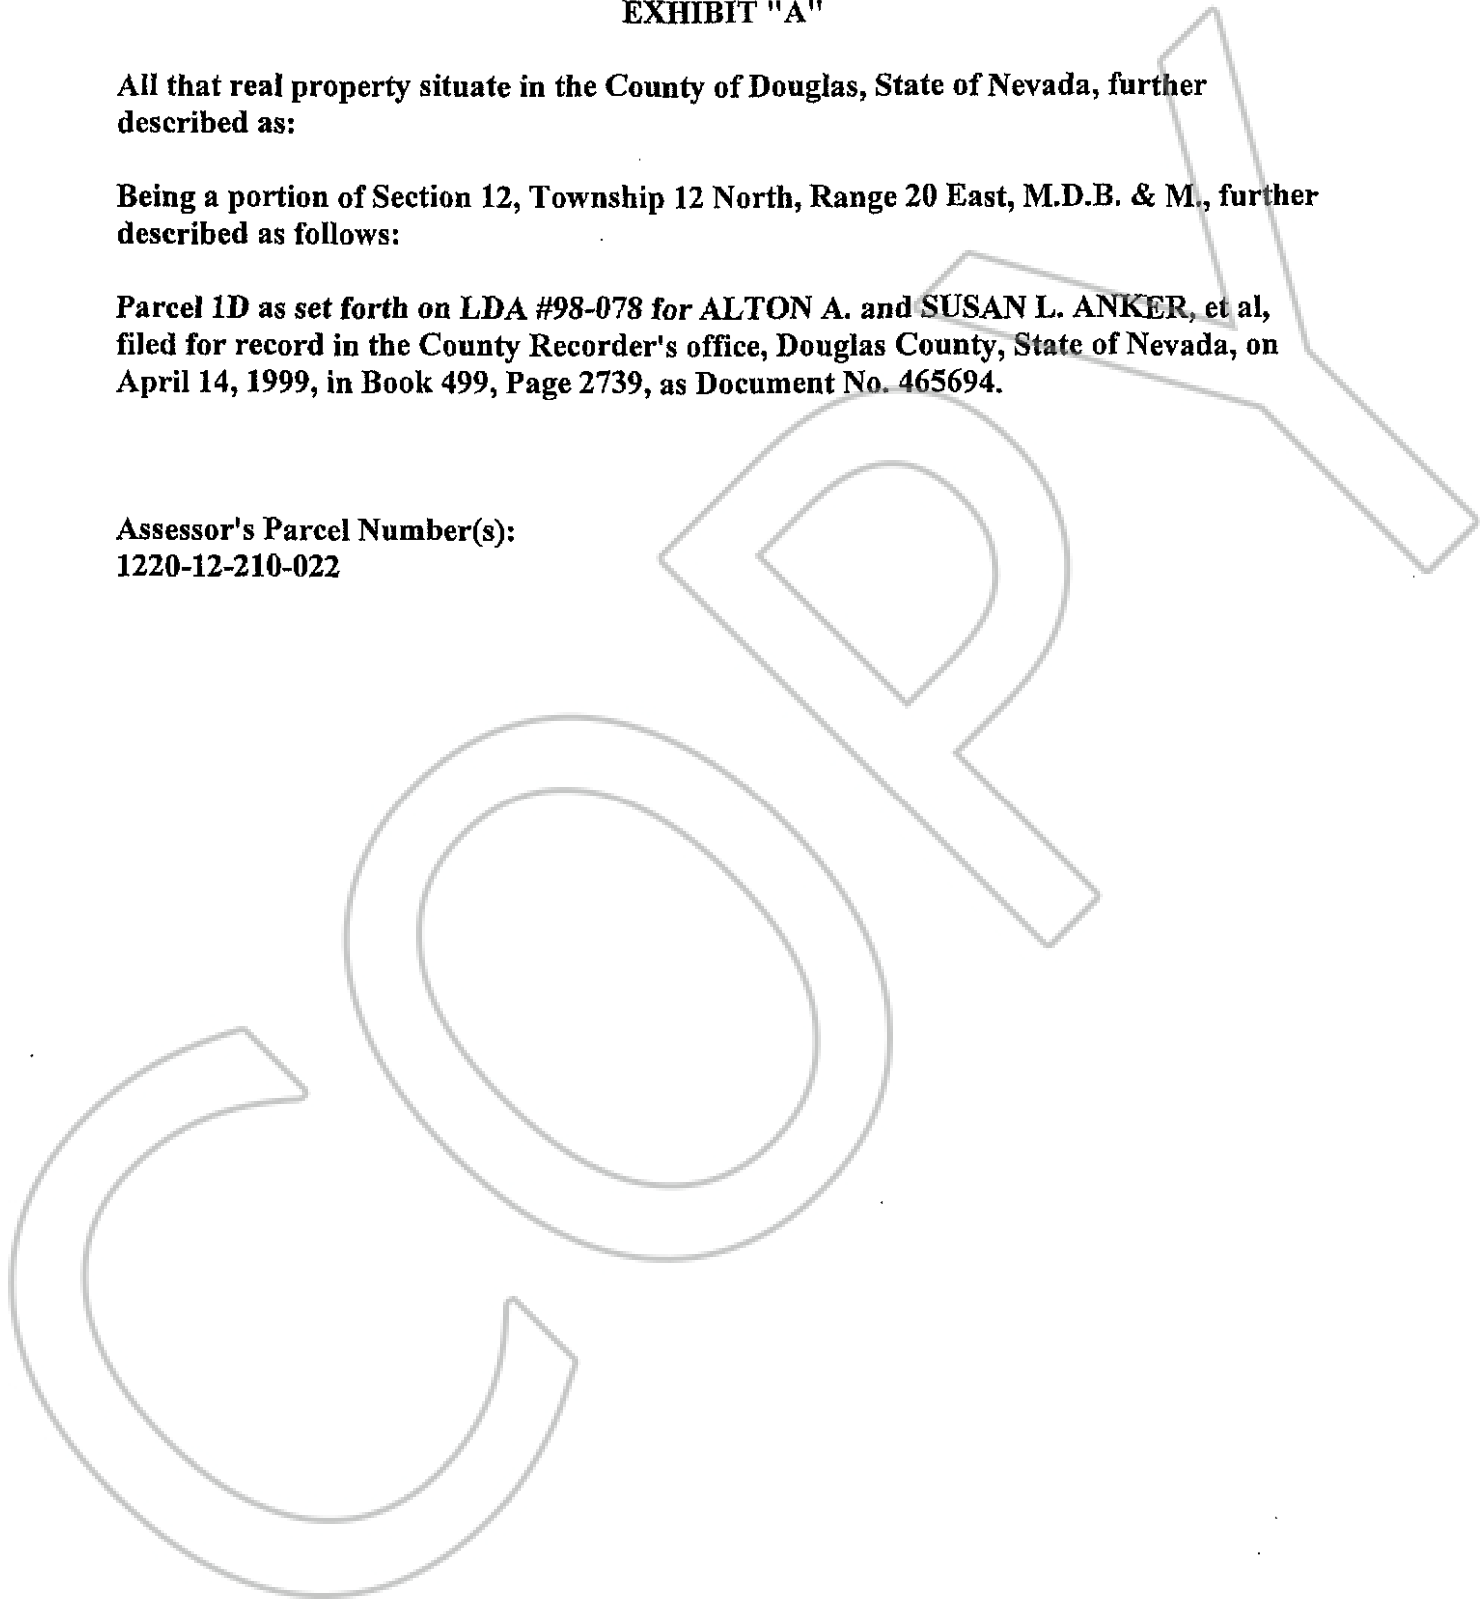 EXHIBIT "A"
All that real property situate in the County of Douglas, State of Nevada, further
described as:
Being a portion of Section 12, Township 12 North, Range 20 East, M.D.B. & M., further
described as follows:
Parcel 1D as set forth on LDA #98-078 for ALTON A. and SUSAN L. ANKER, et al,
filed for record in the County Recorder's office, Douglas County, State of Nevada, on
April 14, 1999, in Book 499, Page 2739, as Document No. 465694.
Assessor's Parcel Number(s):
1220-12-210-022
COPY